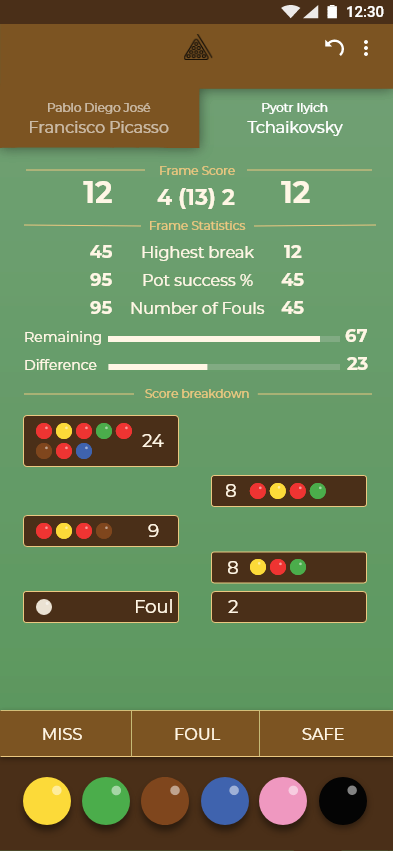 12:30
Pablo Diego José
Francisco Picasso
Pyotr Ilyich
Tchaikovsky
Frame Score
12 4 (13) 2 12
Frame Statistics
45 Highest break 12
95 Pot success % 45
95 Number of Fouls 45
Remaining 67
Difference 23
Score breakdown
24
8
9
8
Foul 2
MISS FOUL SAFE